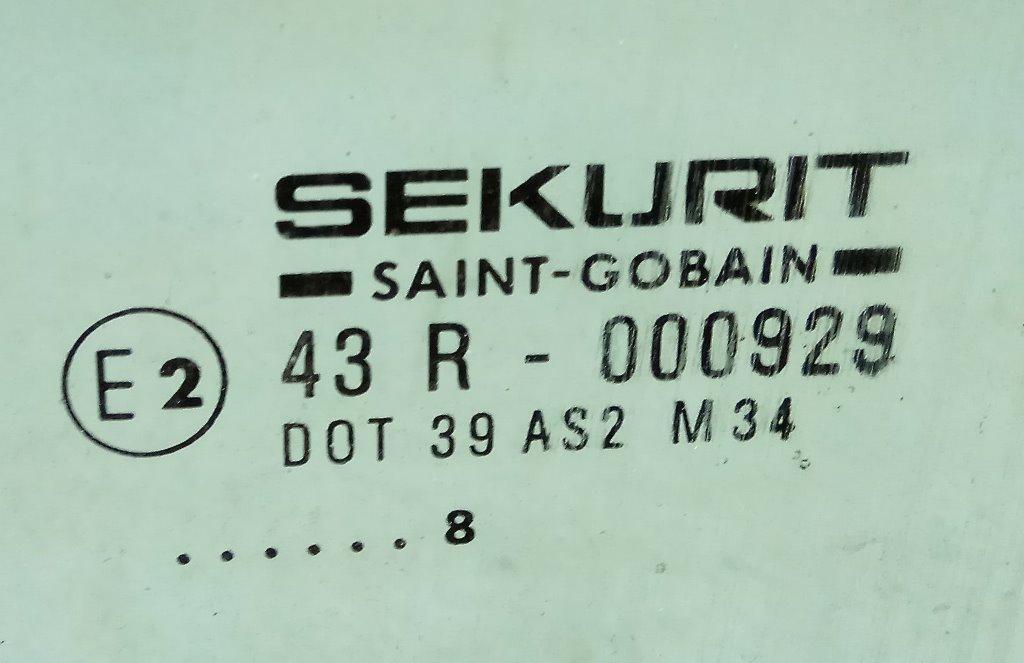 SEKURIT
SAINT-GOBAIN
E2 43 R - 000929
DOT 39 AS2 M34
. . . . . . 8